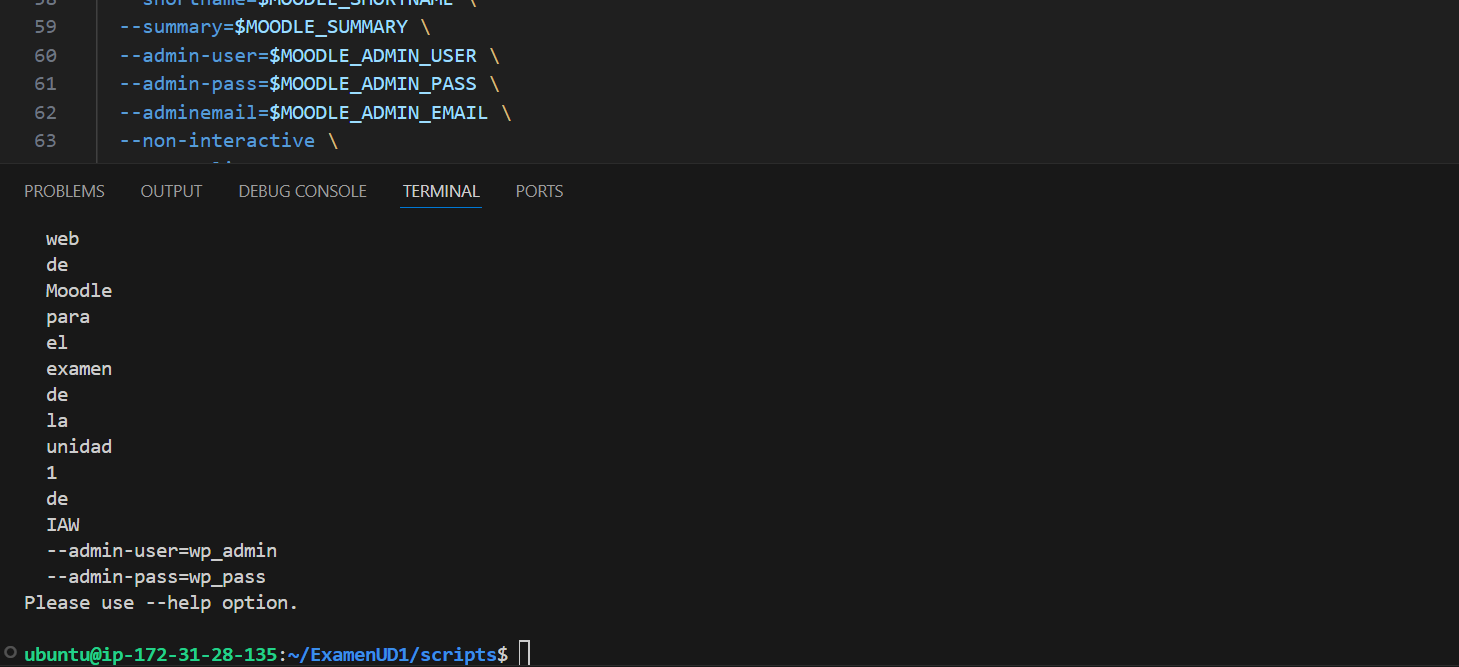 58 --shortname=$MOODLE_SHORTNAME \
59 --summary=$MOODLE_SUMMARY \
60 --admin-user=$MOODLE_ADMIN_USER \
61 --admin-pass=$MOODLE_ADMIN_PASS \
62 --adminemail=$MOODLE_ADMIN_EMAIL \
63 --non-interactive \
PROBLEMS OUTPUT DEBUG CONSOLE TERMINAL PORTS
web
de
Moodle
para
el
examen
de
la
unidad
1
de
IAW
--admin-user=wp_admin
--admin-pass=wp_pass
Please use --help option.
ubuntu@ip-172-31-28-135:~/ExamenUD1/scripts$